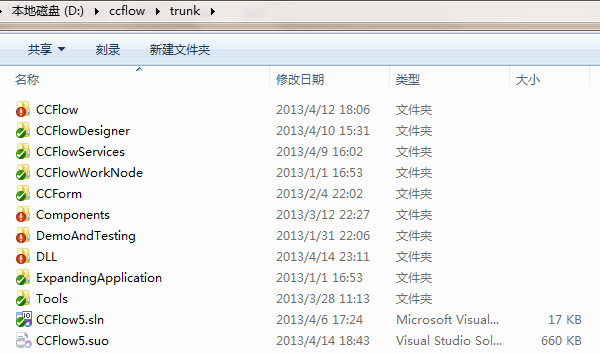 本地磁盘 (D:) ccflow trunk
共享 刻录 新建文件夹
名称 修改日期 类型 大小
CCFlow 2013/4/12 18:06 文件夹
CCFlowDesigner 2013/4/10 15:31 文件夹
CCFlowServices 2013/4/9 16:02 文件夹
CCFlowWorkNode 2013/1/1 16:53 文件夹
CCForm 2013/2/4 22:02 文件夹
Components 2013/3/12 22:27 文件夹
DemoAndTesting 2013/1/31 22:06 文件夹
DLL 2013/4/14 23:11 文件夹
ExpandingApplication 2013/1/1 16:53 文件夹
Tools 2013/3/28 11:13 文件夹
CCFlow5.sln 2013/4/6 17:24 Microsoft Visual... 17 KB
CCFlow5.suo 2013/4/14 18:43 Visual Studio Sol... 660 KB